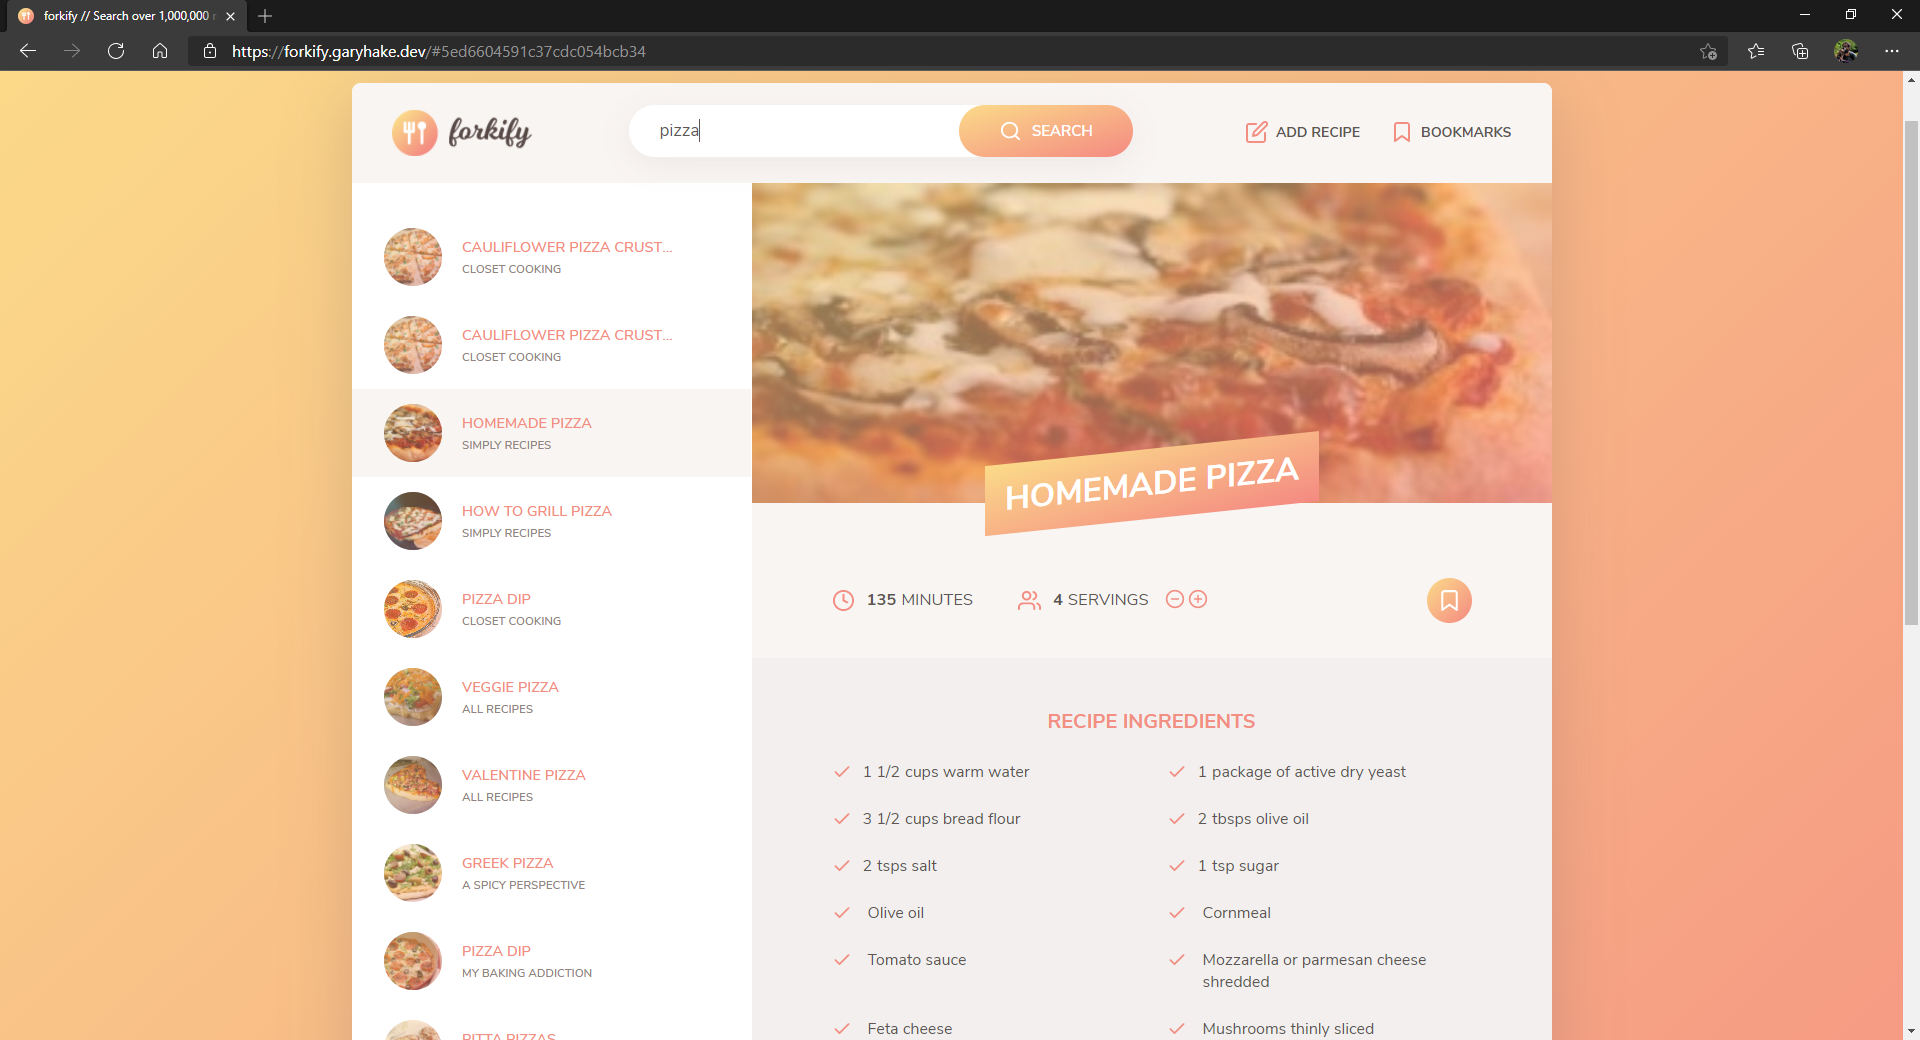 forkify // Search over 1,000,000
https://forkify.garyhake.dev/#5ed6604591c37cdc054bcb34
forkify
pizza
SEARCH
ADD RECIPE
BOOKMARKS
CAULIFLOWER PIZZA CRUST...
CLOSET COOKING
CAULIFLOWER PIZZA CRUST...
CLOSET COOKING
HOMEMADE PIZZA
SIMPLY RECIPES
HOW TO GRILL PIZZA
SIMPLY RECIPES
PIZZA DIP
CLOSET COOKING
VEGGIE PIZZA
ALL RECIPES
VALENTINE PIZZA
ALL RECIPES
GREEK PIZZA
A SPICY PERSPECTIVE
PIZZA DIP
MY BAKING ADDICTION
PITTA PIZZAS
HOMEMADE PIZZA
135 MINUTES
4 SERVINGS
RECIPE INGREDIENTS
1 1/2 cups warm water
1 package of active dry yeast
3 1/2 cups bread flour
2 tbsps olive oil
2 tsps salt
1 tsp sugar
Olive oil
Cornmeal
Tomato sauce
Mozzarella or parmesan cheese
shredded
Feta cheese
Mushrooms thinly sliced